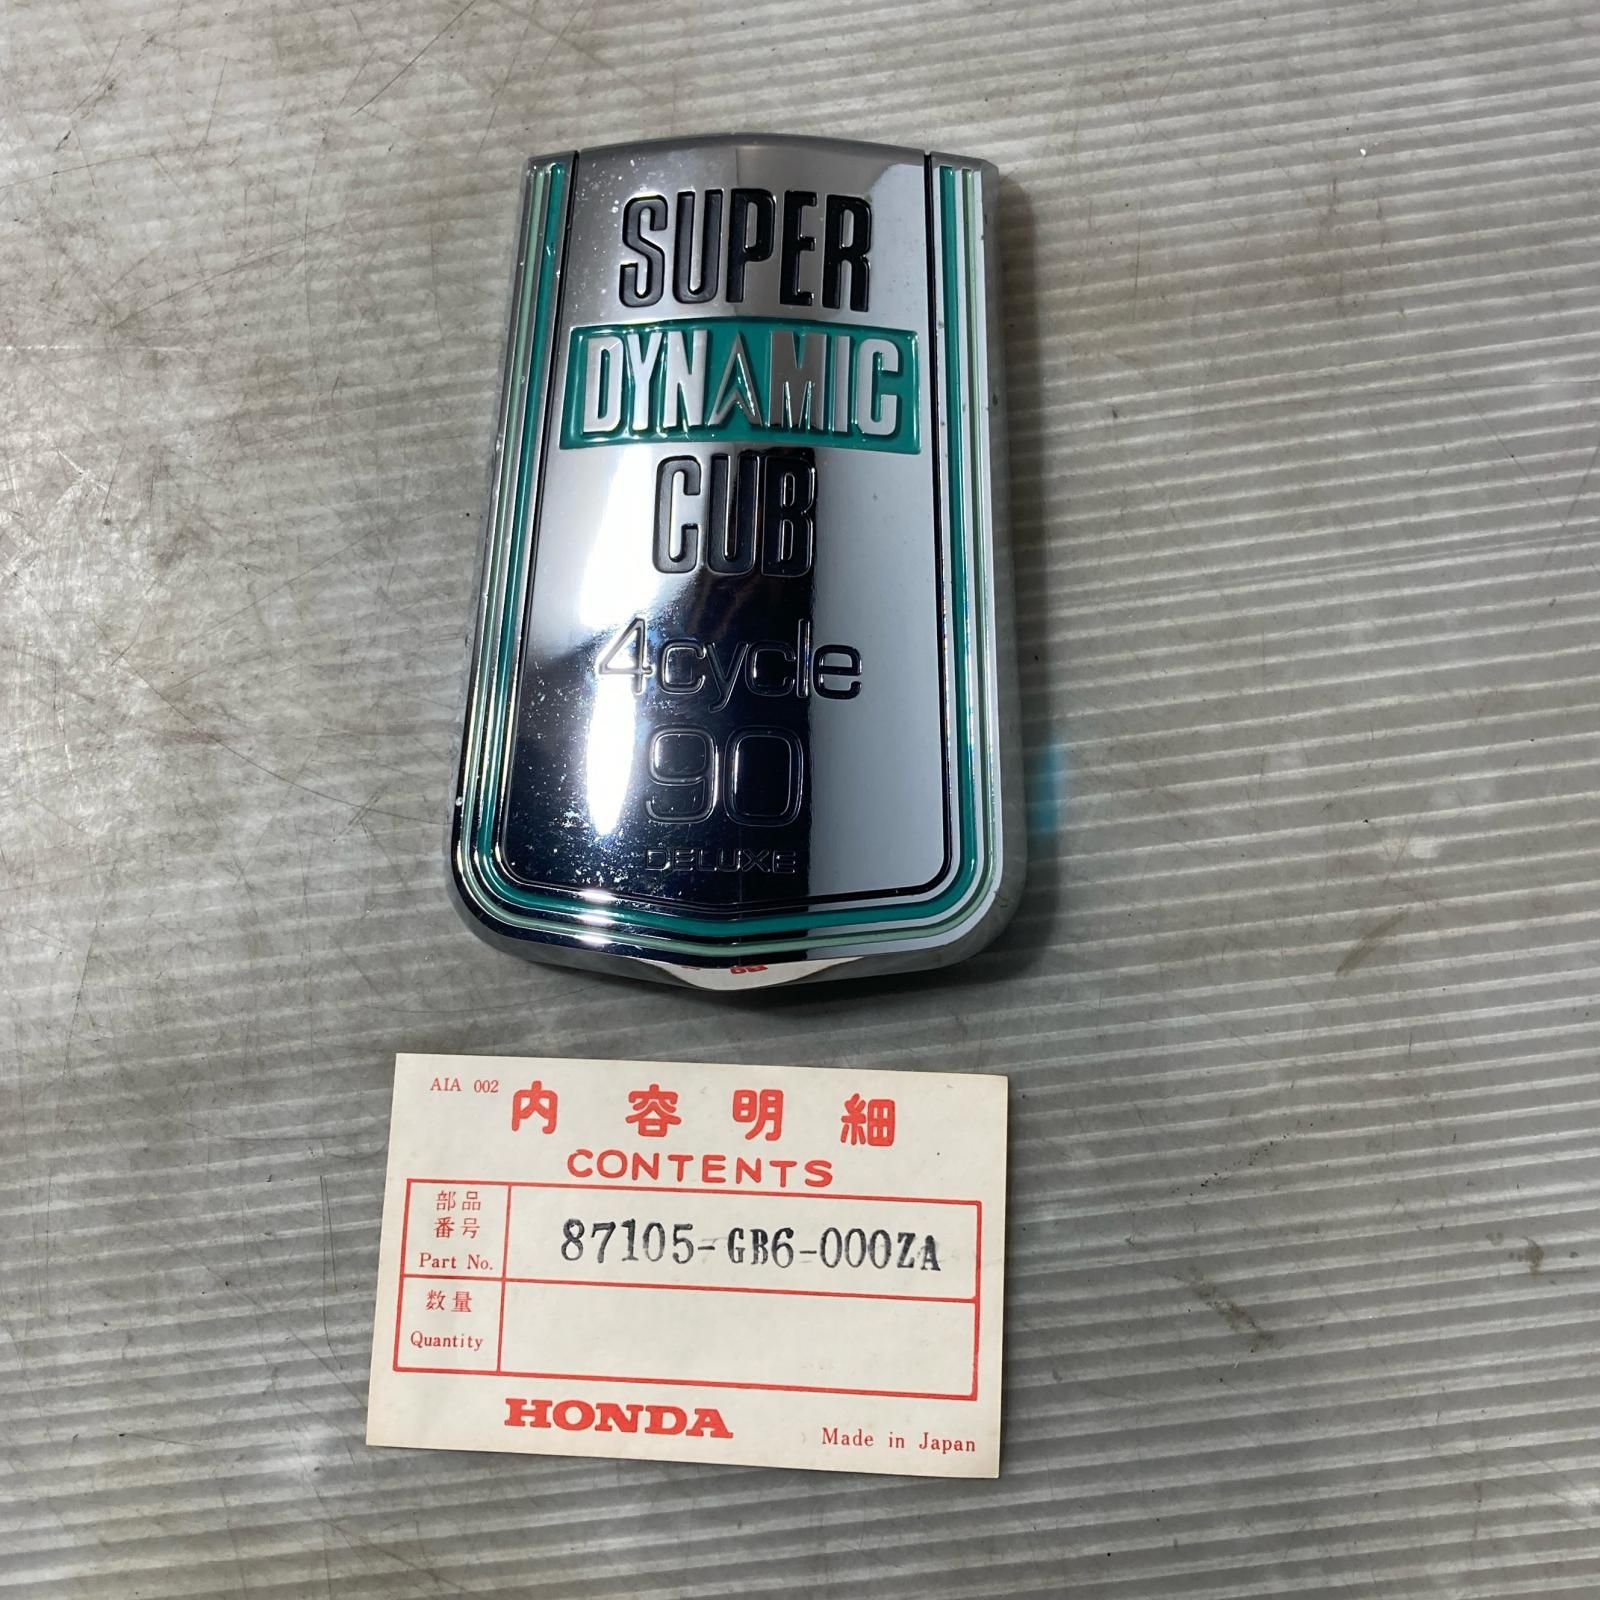 SUPER
DYNAMIC
CUB
4cycle
90
DELUXE
AIA 002
内容明細
CONTENTS
部品
番号
Part No.
87105-GB6-000ZA
数量
Quantity
HONDA
Made in Japan